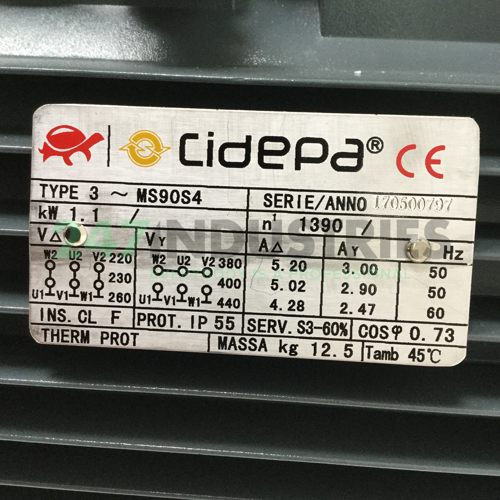 cidepa® CE
TYPE 3 ~ MS90S4 SERIE/ANNO 170500797
kW 1.1 / n¹ 1390 /
V△ VY A△ AY Hz
W2 U2 V2 220 W2 U2 V2 380 5.20 3.00 50
230 400 5.02 2.90 50
U1 V1 W1 260 U1 V1 W1 440 4.28 2.47 60
INS. CL F PROT. IP 55 SERV. S3-60% COSφ 0.73
THERM PROT MASSA kg 12.5 Tamb 45℃
247 INDUSTRIES